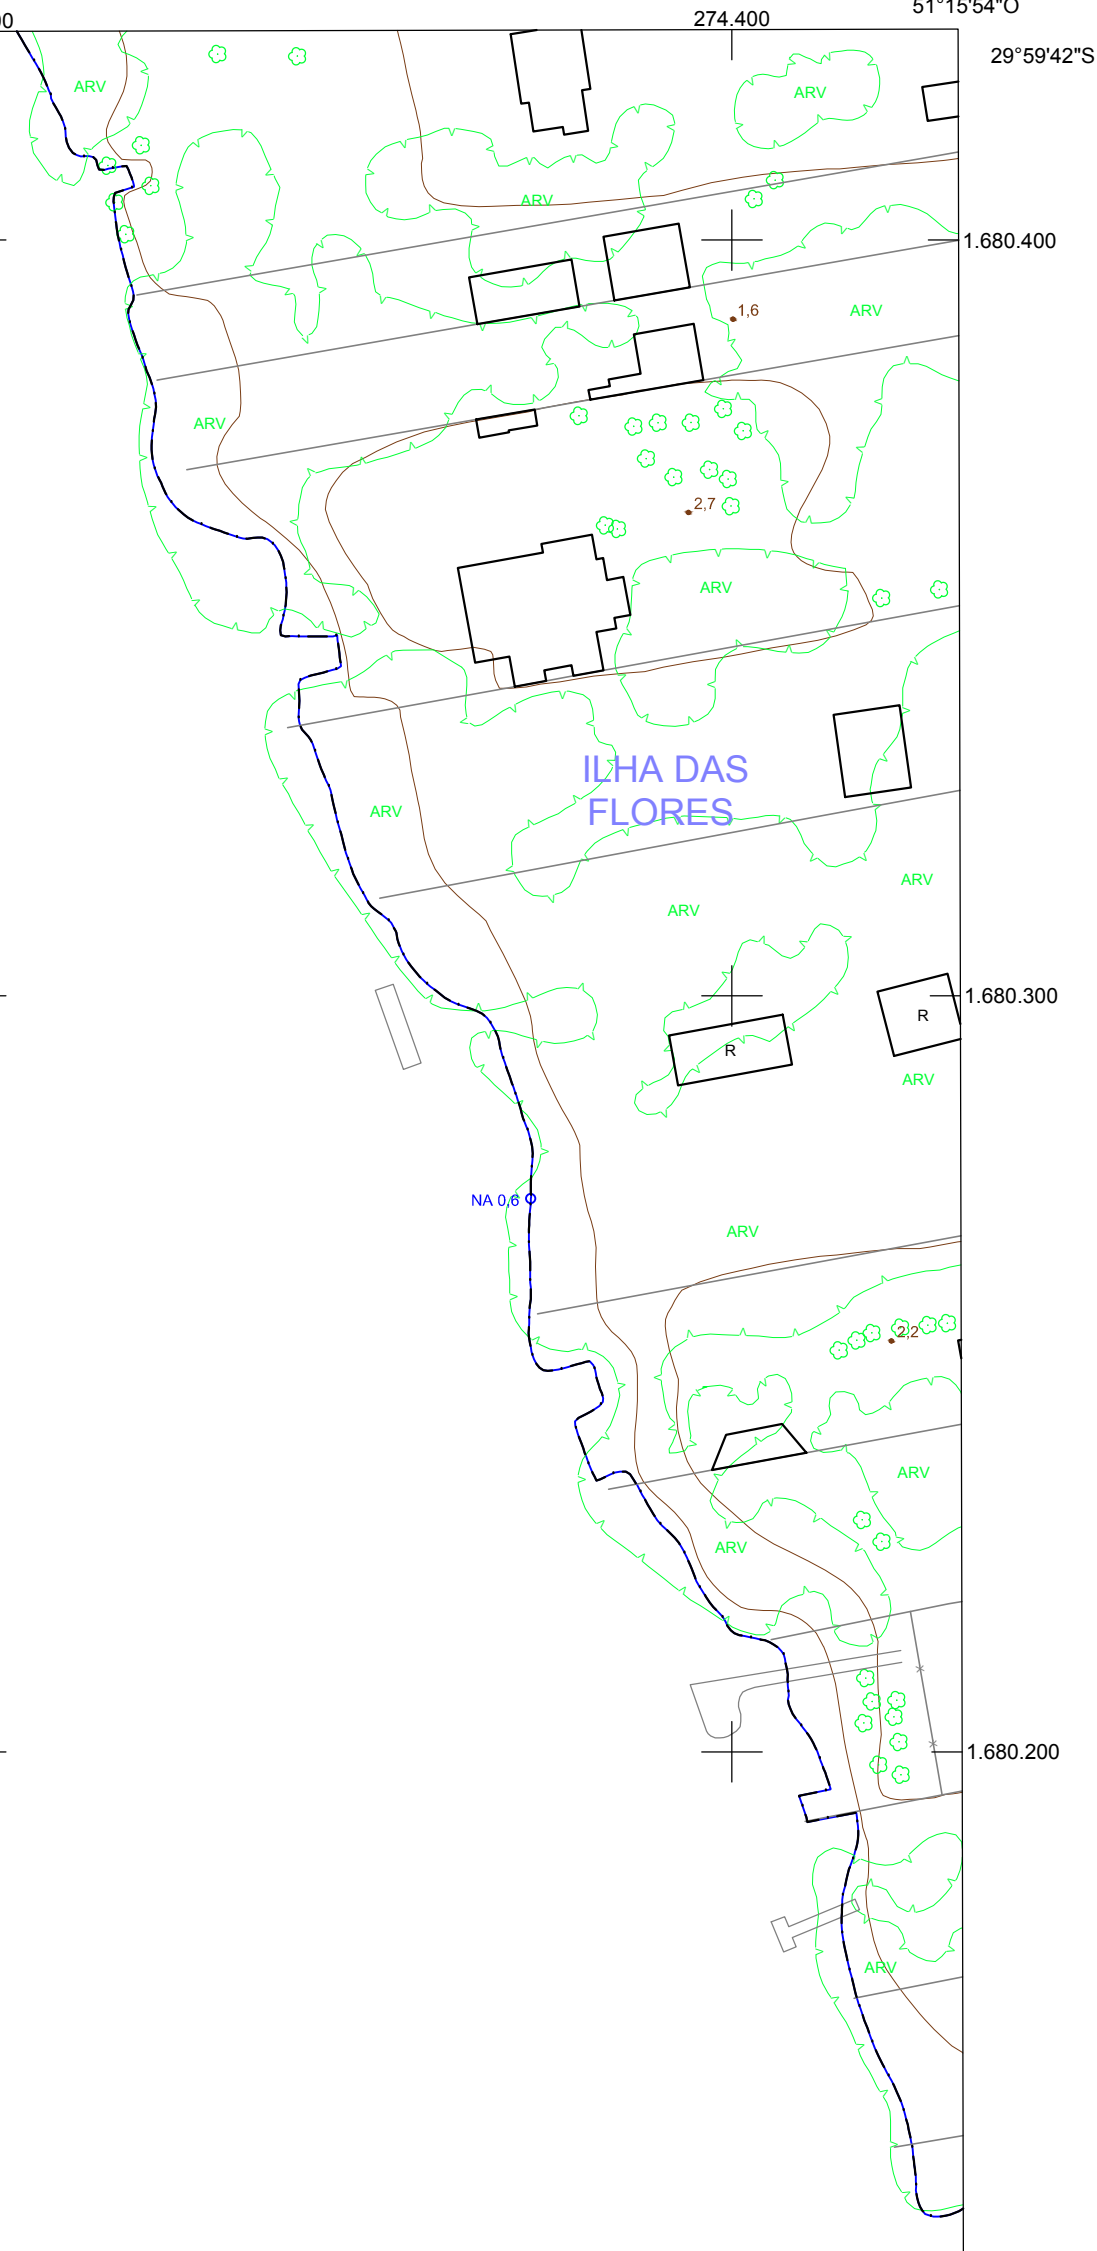 51°15'54"O
274.400
29°59'42"S
ARV
ARV
ARV
1.680.400
1,6
ARV
ARV
2,7
ARV
ILHA DAS
FLORES
ARV
ARV
ARV
1.680.300
R
R
ARV
NA 0,6
ARV
2,2
ARV
ARV
1.680.200
ARV